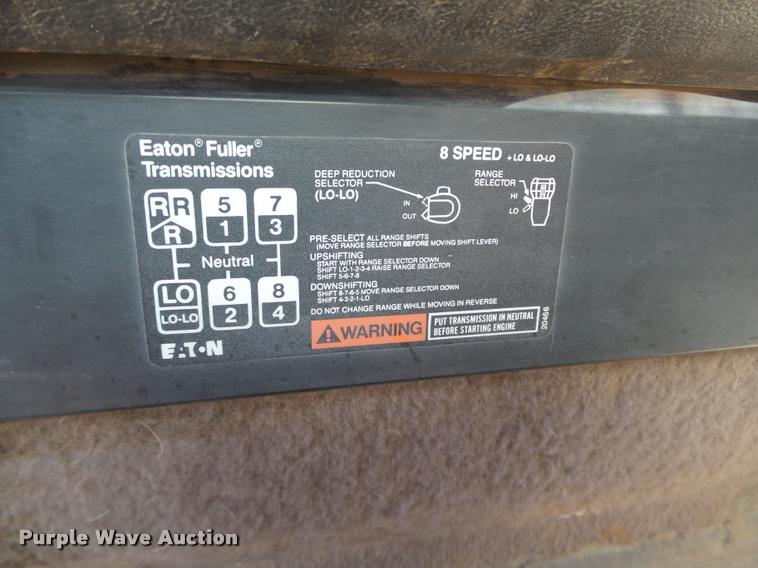 Eaton® Fuller®
Transmissions
8 SPEED + LO & LO-LO
R R
R
5
1
7
3
Neutral
LO
LO-LO
6
2
8
4
EATON
DEEP REDUCTION
SELECTOR
(LO-LO)
IN
OUT
RANGE
SELECTOR
HI
LO
PRE-SELECT ALL RANGE SHIFTS
(MOVE RANGE SELECTOR BEFORE MOVING SHIFT LEVER)
UPSHIFTING
START WITH RANGE SELECTOR DOWN
SHIFT LO-1-2-3-4 RAISE RANGE SELECTOR
SHIFT 5-6-7-8
DOWNSHIFTING
SHIFT 8-7-6-5 MOVE RANGE SELECTOR DOWN
SHIFT 4-3-2-1-LO
DO NOT CHANGE RANGE WHILE MOVING IN REVERSE
WARNING
PUT TRANSMISSION IN NEUTRAL
BEFORE STARTING ENGINE
20466
Purple Wave Auction